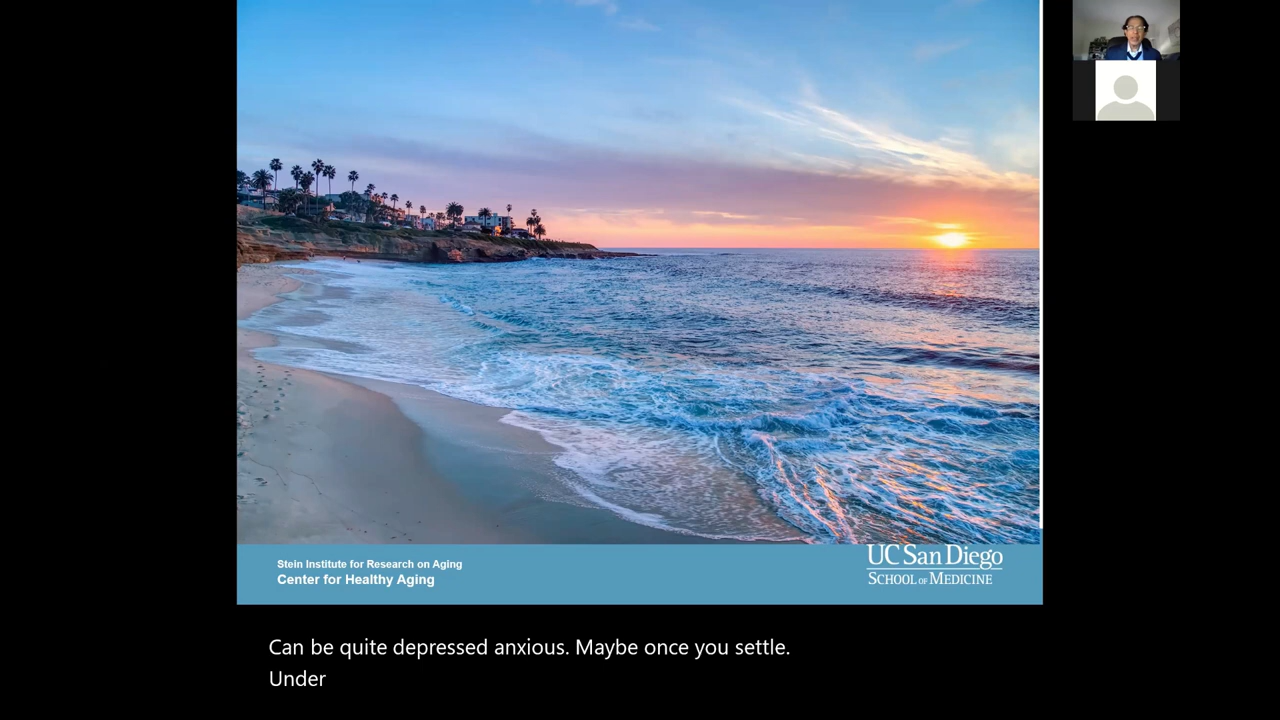 Stein Institute for Research on Aging
Center for Healthy Aging
UC San Diego
SCHOOL OF MEDICINE
Can be quite depressed anxious. Maybe once you settle.
Under